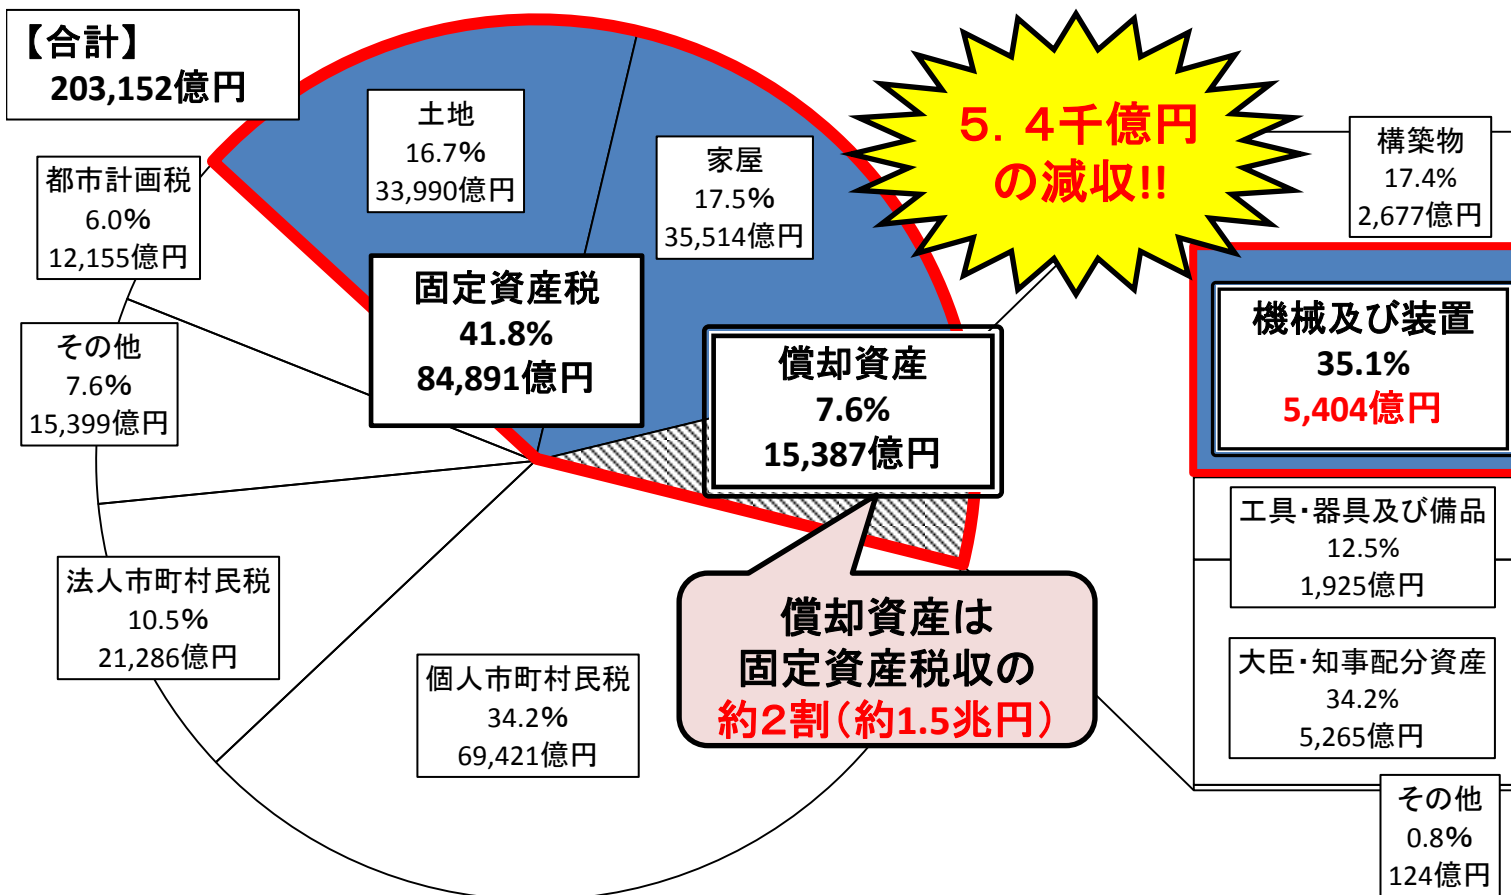 【合計】
203,152億円
土地
16.7%
33,990億円
家屋
17.5%
35,514億円
5. 4千億円
の減収!!
構築物
17.4%
2,677億円
都市計画税
6.0%
12,155億円
固定資産税
41.8%
84,891億円
償却資産
7.6%
15,387億円
機械及び装置
35.1%
5,404億円
その他
7.6%
15,399億円
工具・器具及び備品
12.5%
1,925億円
法人市町村民税
10.5%
21,286億円
個人市町村民税
34.2%
69,421億円
償却資産は
固定資産税収の
約2割(約1.5兆円)
大臣・知事配分資産
34.2%
5,265億円
その他
0.8%
124億円